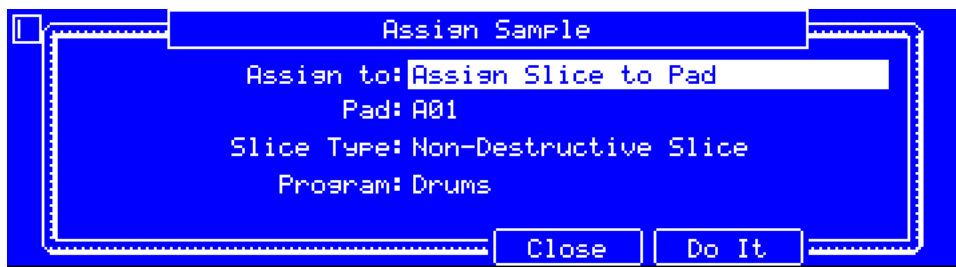 Assign Sample
Assign to:Assign Slice to Pad
Pad:A01
Slice Type:Non-Destructive Slice
Program:Drums
Close Do It